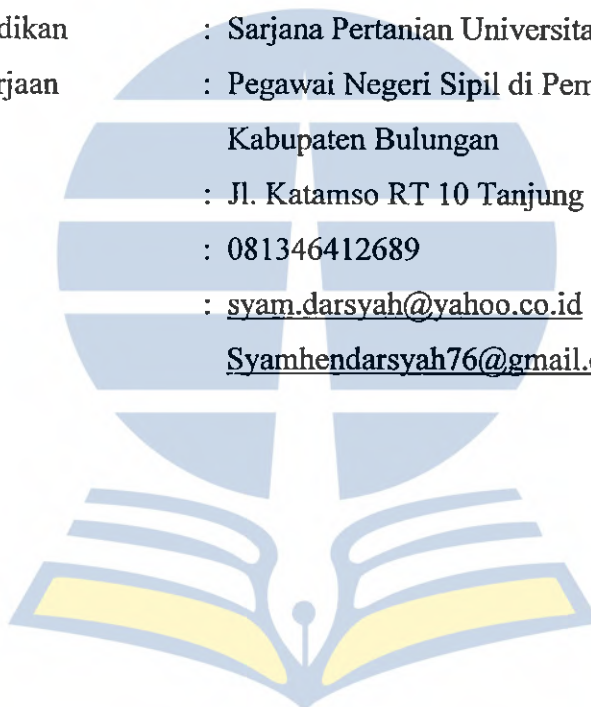 dikan : Sarjana Pertanian Universita
rjaan : Pegawai Negeri Sipil di Pem
Kabupaten Bulungan
: Jl. Katamso RT 10 Tanjung
: 081346412689
: syam.darsyah@yahoo.co.id
Syamhendarsyah76@gmail.c